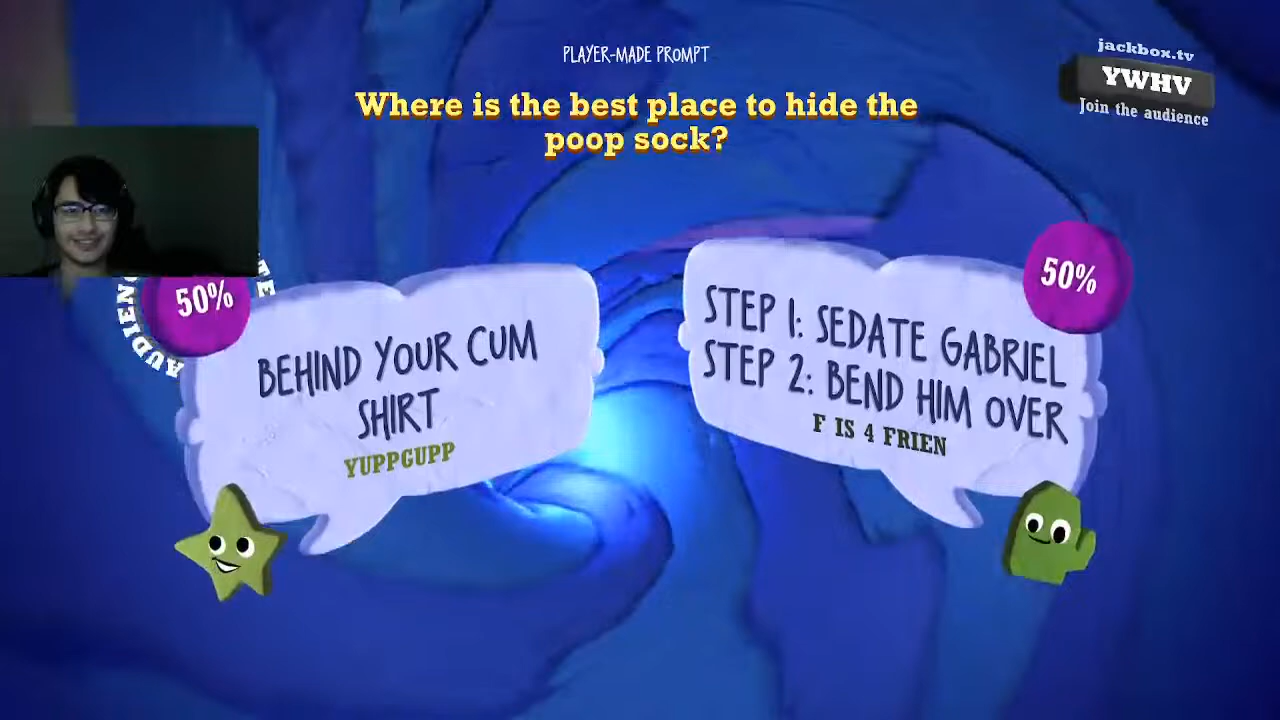 PLAYER-MADE PROMPT
jackbox.tv
YWHV
Join the audience
Where is the best place to hide the
poop sock?
50%
AUDIENC
TE
BEHIND YOUR CUM
SHIRT
YUPPGUPP
50%
STEP 1: SEDATE GABRIEL
STEP 2: BEND HIM OVER
F IS 4 FRIEN